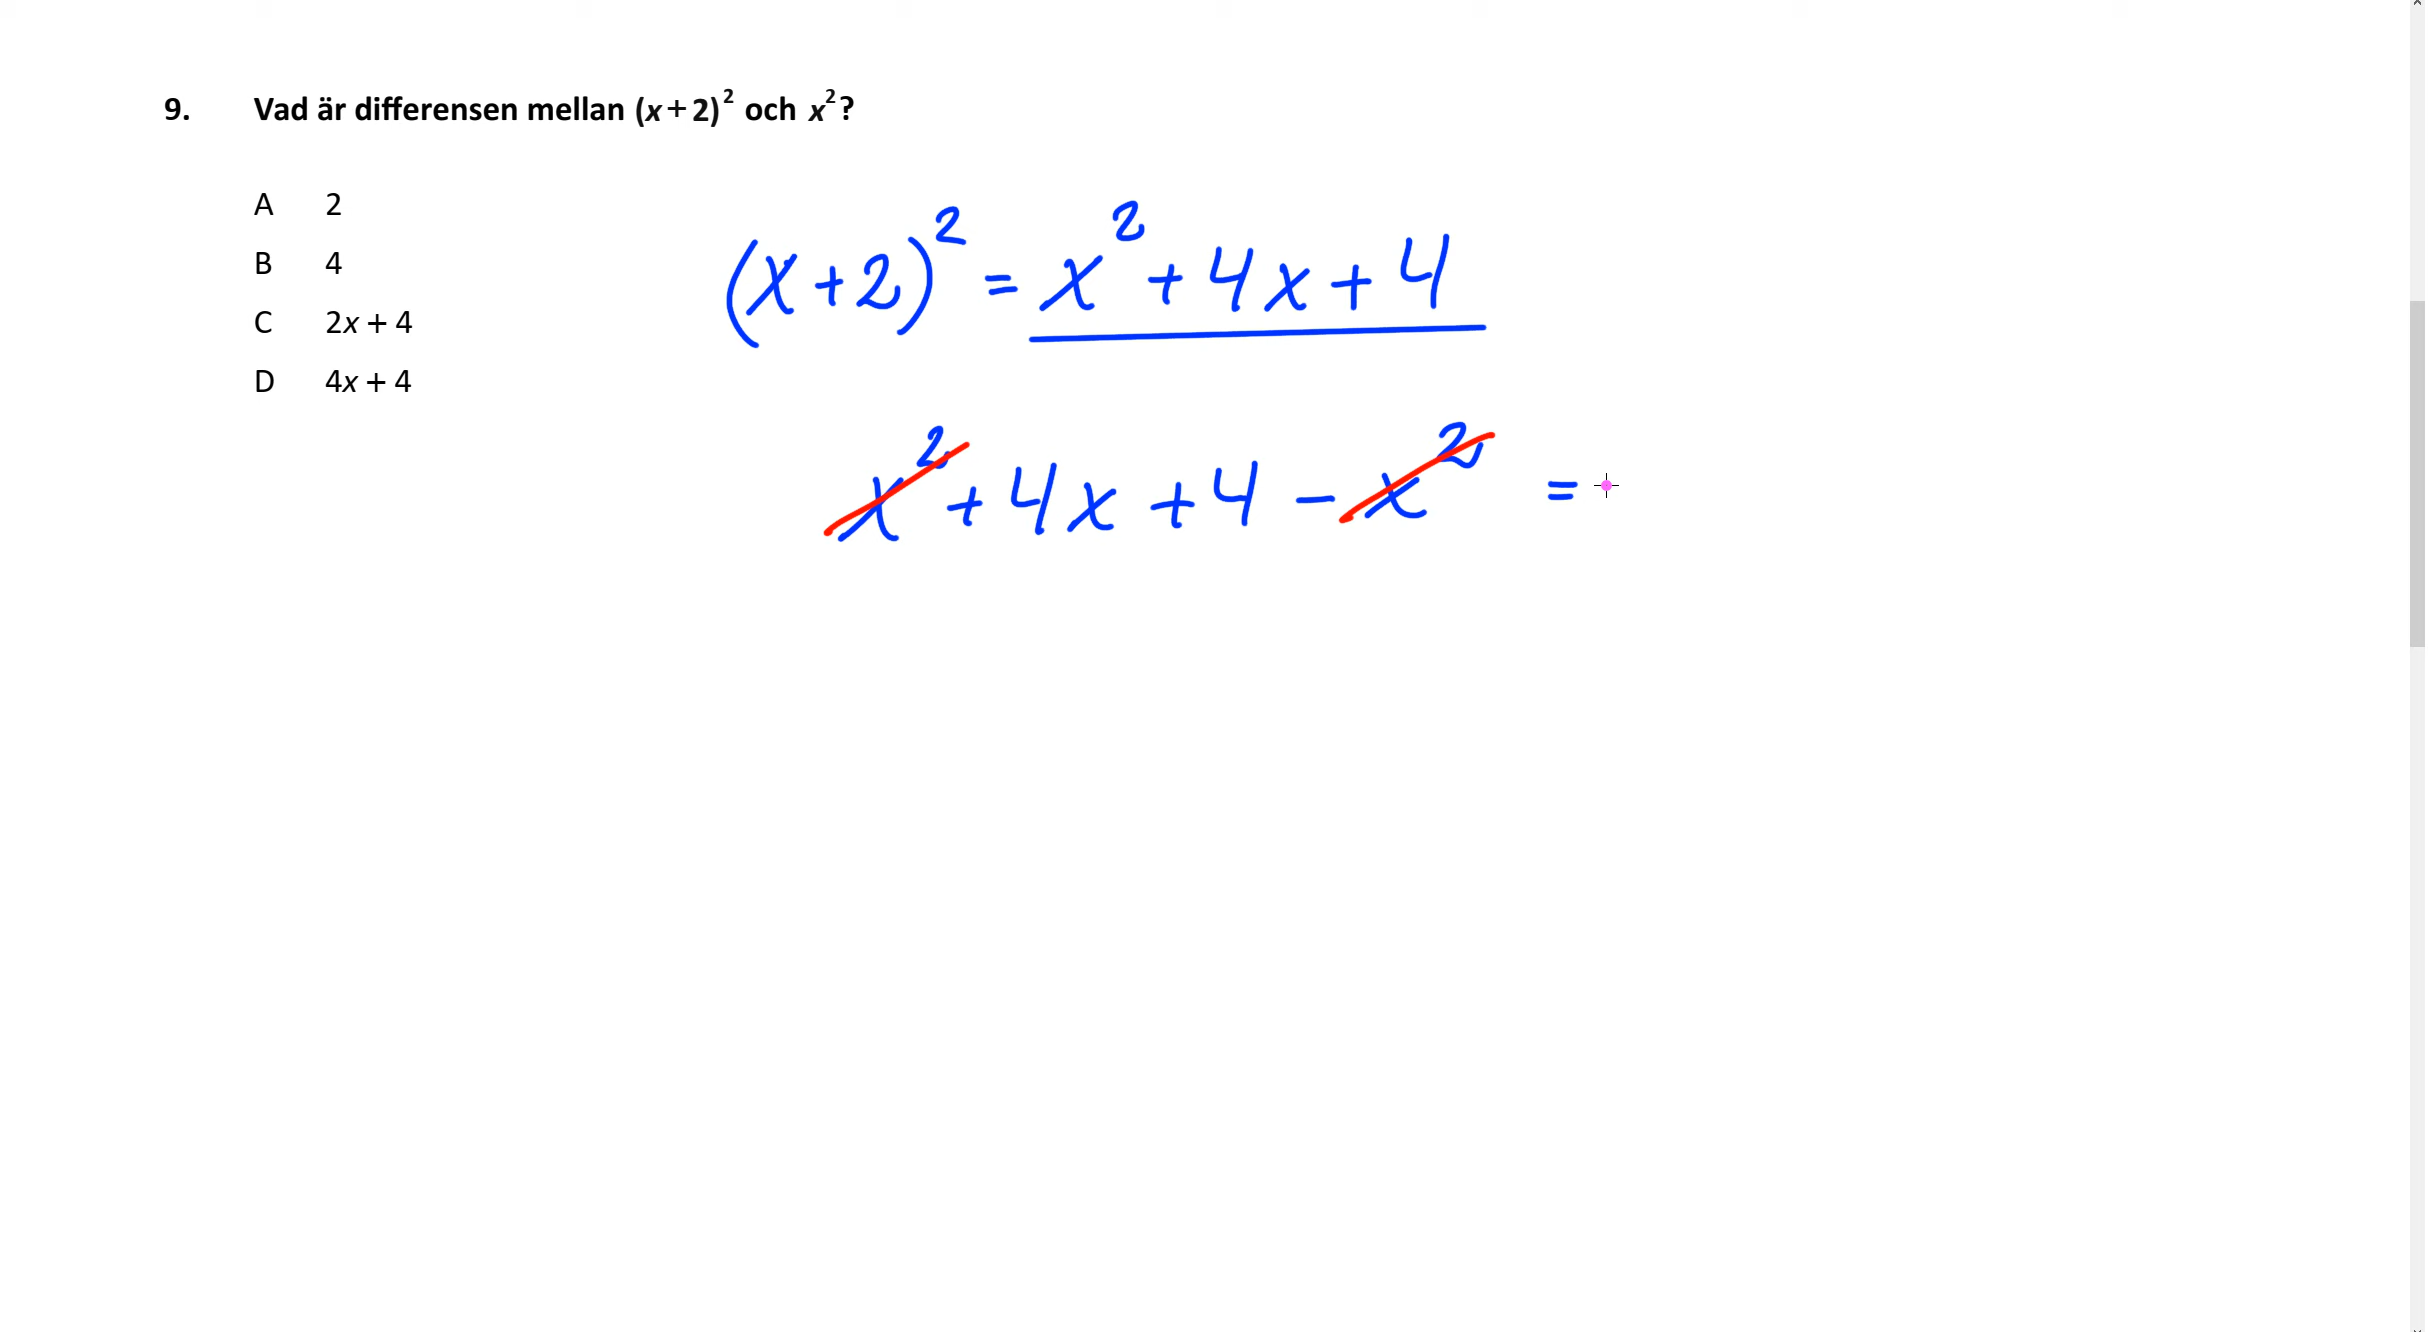 9. Vad är differensen mellan (x + 2)² och x²?
A 2
B 4
C 2x + 4
D 4x + 4
(x + 2)² = x² + 4x + 4
x² + 4x + 4 − x² =